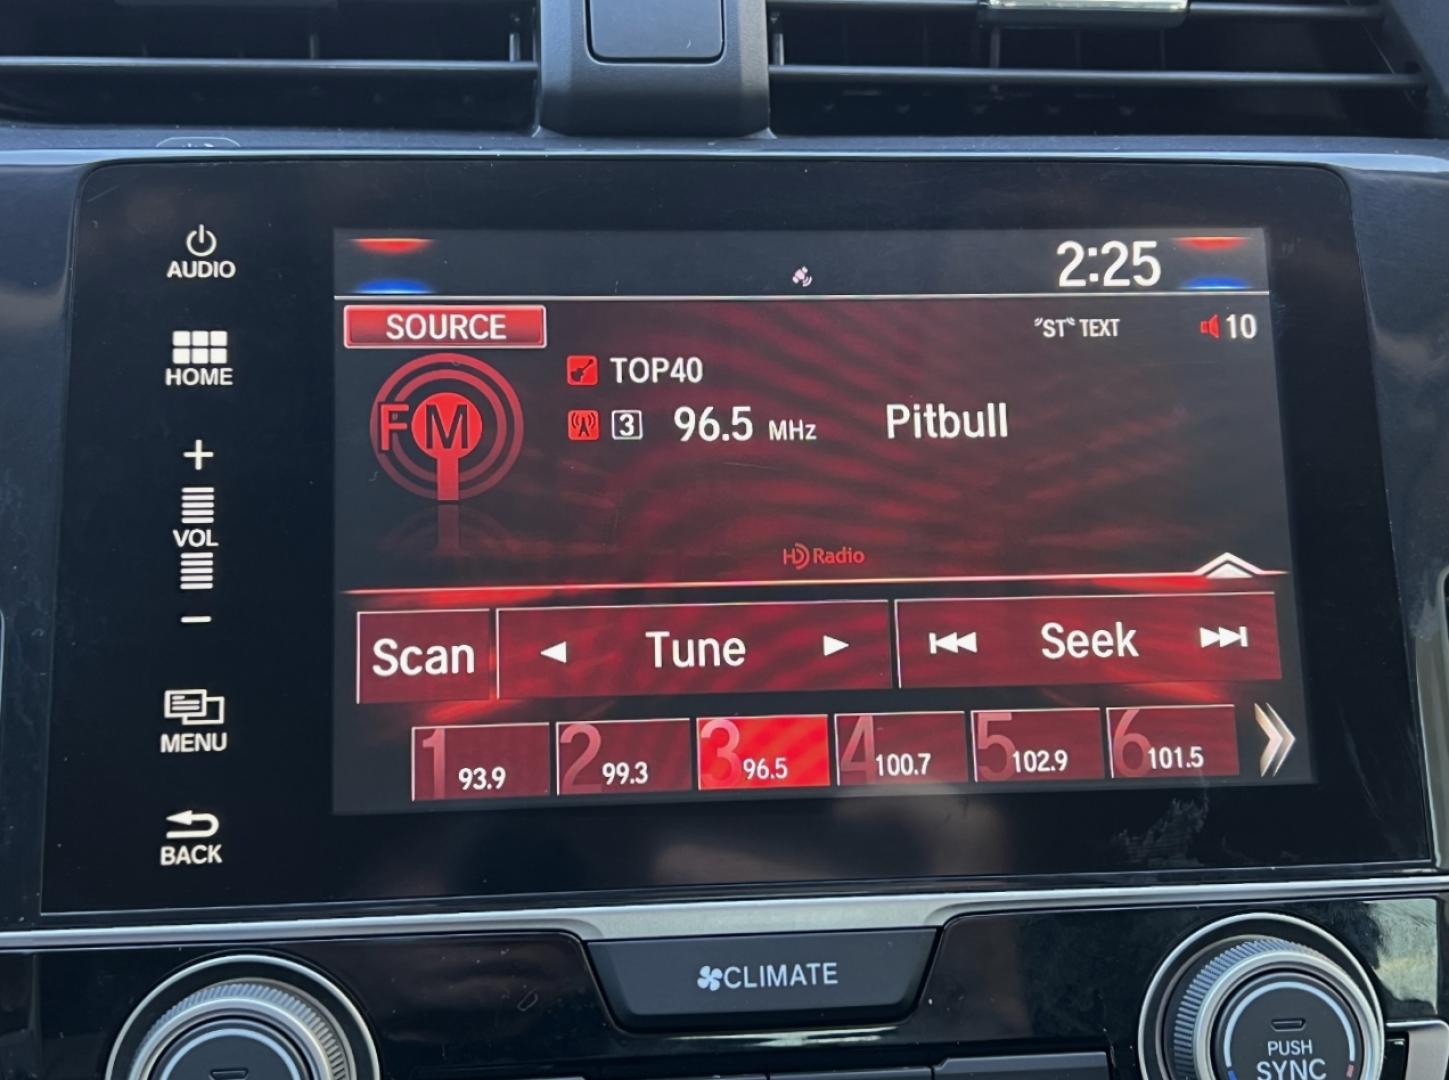 AUDIO
HOME
+
VOL
−
MENU
BACK
2:25
SOURCE
"ST" TEXT
10
FM
TOP40
3 96.5 MHz Pitbull
HD Radio
Scan
Tune
Seek
1 93.9
2 99.3
3 96.5
4 100.7
5 102.9
6 101.5
CLIMATE
PUSH
SYNC